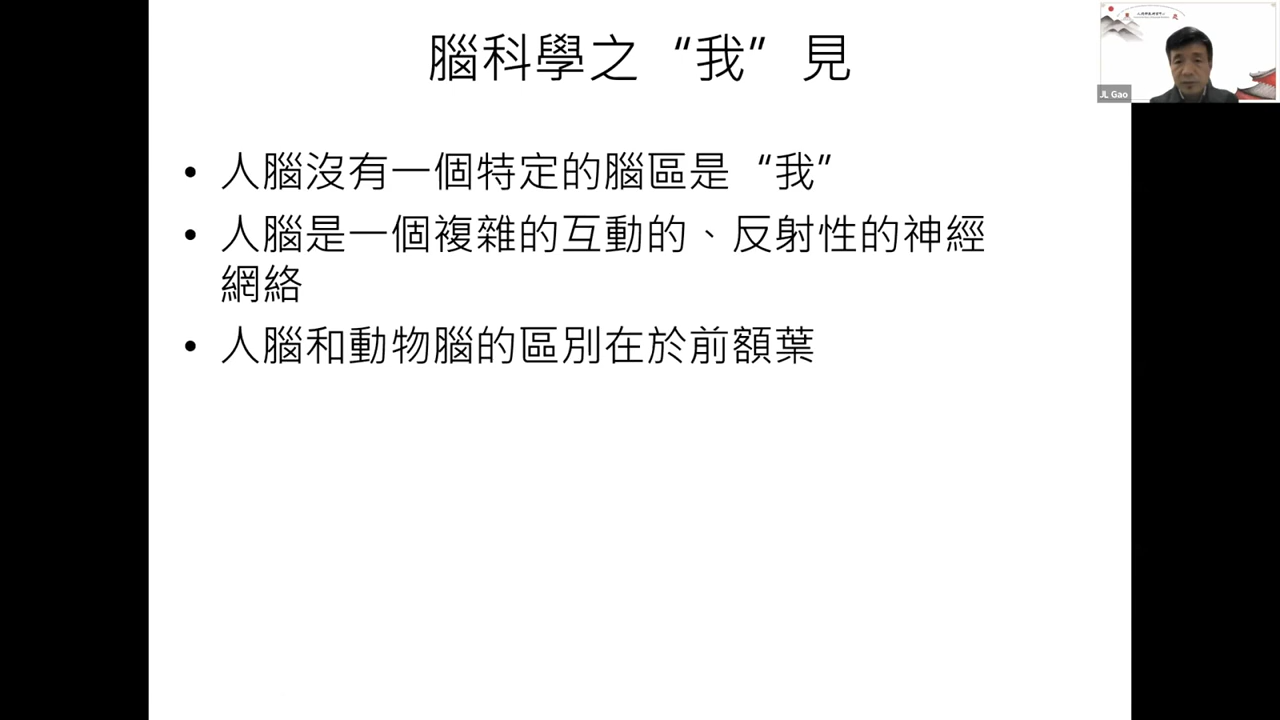 腦科學之“我”見
• 人腦沒有一個特定的腦區是“我”
• 人腦是一個複雜的互動的、反射性的神經
網絡
• 人腦和動物腦的區別在於前額葉
JL Gao